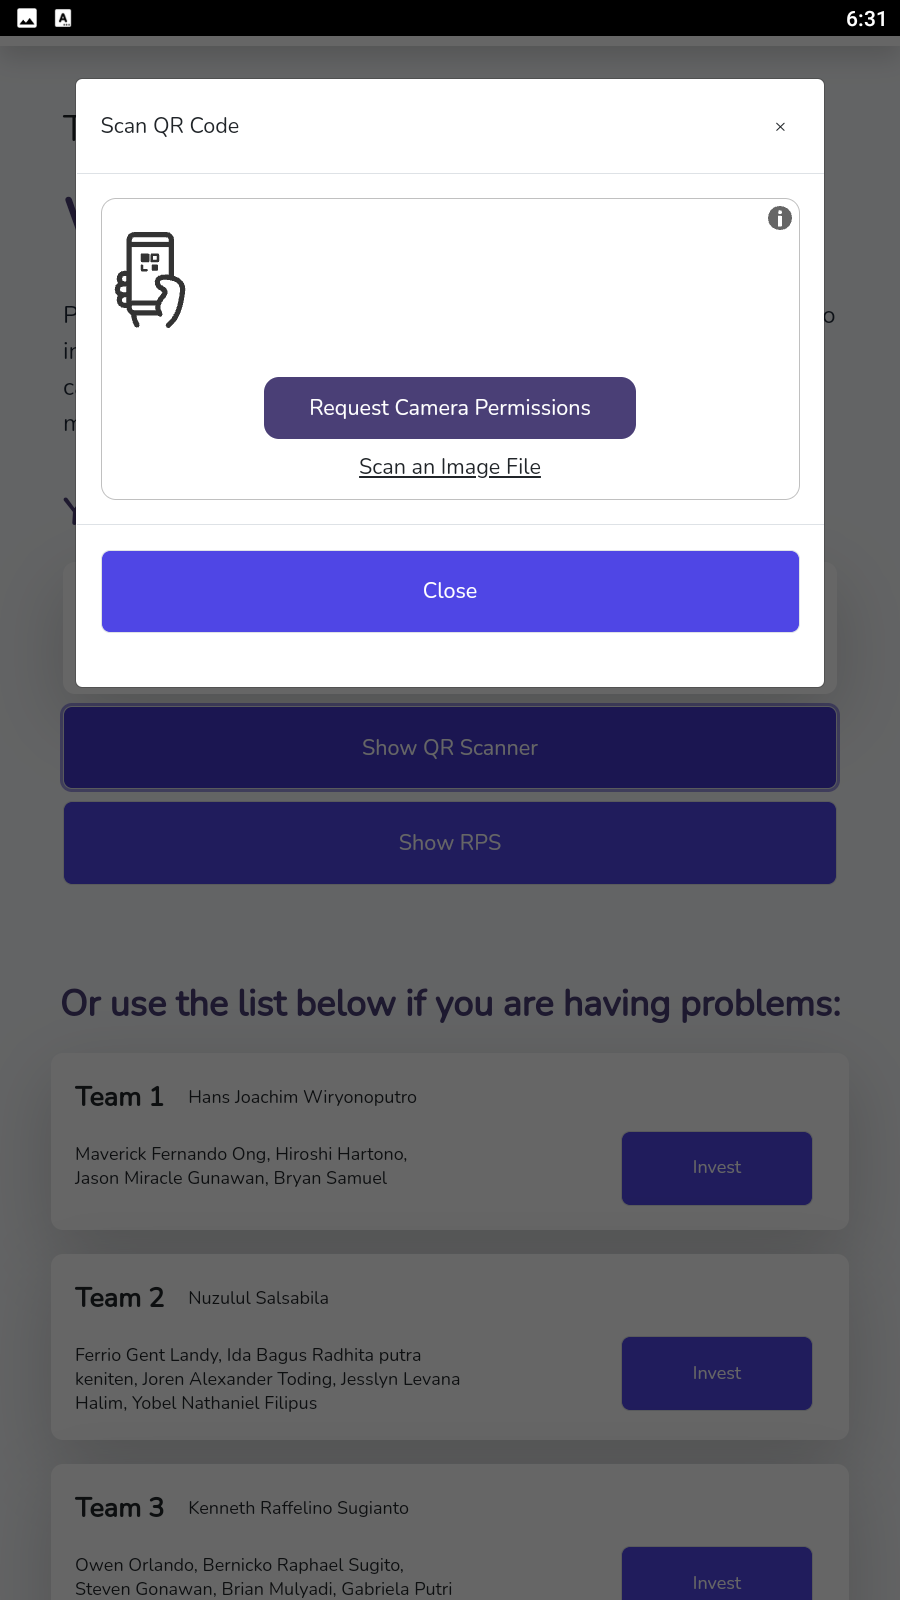 6:31
Scan QR Code
×
Request Camera Permissions
Scan an Image File
Close
Show QR Scanner
Show RPS
Or use the list below if you are having problems:
Team 1 Hans Joachim Wiryonoputro
Maverick Fernando Ong, Hiroshi Hartono,
Jason Miracle Gunawan, Bryan Samuel
Invest
Team 2 Nuzulul Salsabila
Ferrio Gent Landy, Ida Bagus Radhita putra
keniten, Joren Alexander Toding, Jesslyn Levana
Halim, Yobel Nathaniel Filipus
Invest
Team 3 Kenneth Raffelino Sugianto
Owen Orlando, Bernicko Raphael Sugito,
Steven Gonawan, Brian Mulyadi, Gabriela Putri
Invest